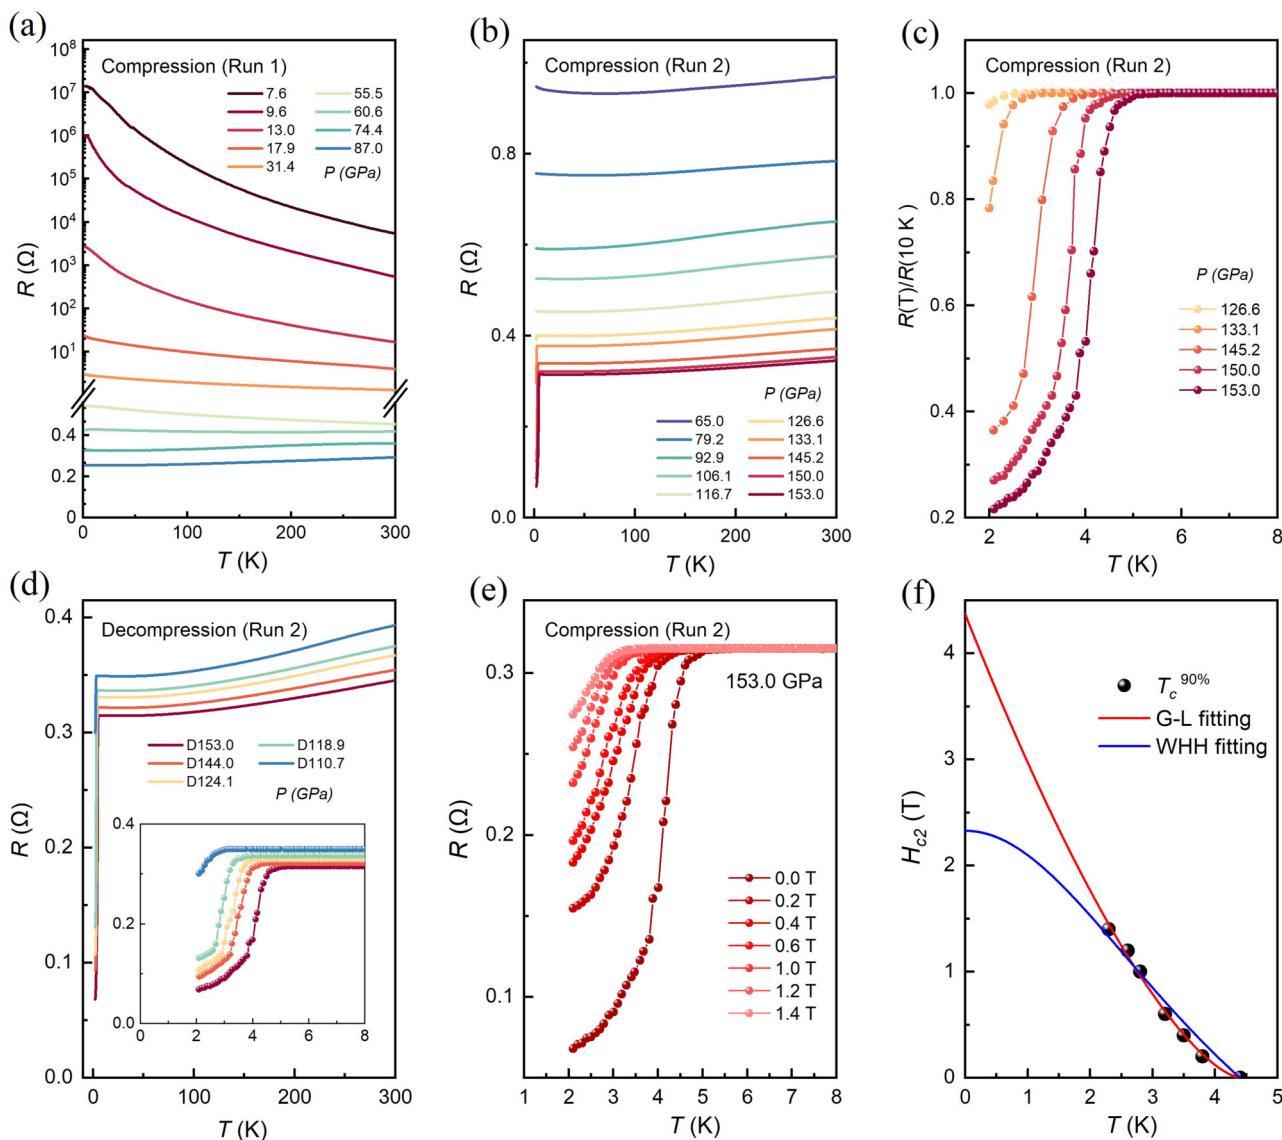 (a)
Compression (Run 1)
7.6
9.6
13.0
17.9
31.4
55.5
60.6
74.4
87.0
P (GPa)
10⁸
10⁷
10⁶
10⁵
10⁴
10³
10²
10¹
0.4
0.2
0
R (Ω)
0 100 200 300
T (K)
(b)
Compression (Run 2)
0.8
0.4
0.0
R (Ω)
P (GPa)
65.0
79.2
92.9
106.1
116.7
126.6
133.1
145.2
150.0
153.0
0 100 200 300
T (K)
(c)
Compression (Run 2)
1.0
0.8
0.6
0.4
0.2
R(T)/R(10 K)
P (GPa)
126.6
133.1
145.2
150.0
153.0
2 4 6 8
T (K)
(d)
Decompression (Run 2)
0.4
0.3
0.2
0.1
0.0
R (Ω)
D153.0
D144.0
D124.1
D118.9
D110.7
P (GPa)
0.4
0.2
0.0
0 2 4 6 8
0 100 200 300
T (K)
(e)
Compression (Run 2)
153.0 GPa
0.3
0.2
0.1
R (Ω)
0.0 T
0.2 T
0.4 T
0.6 T
1.0 T
1.2 T
1.4 T
1 2 3 4 5 6 7 8
T (K)
(f)
4
3
2
1
0
H_c2 (T)
T_c^90%
G-L fitting
WHH fitting
0 1 2 3 4 5
T (K)